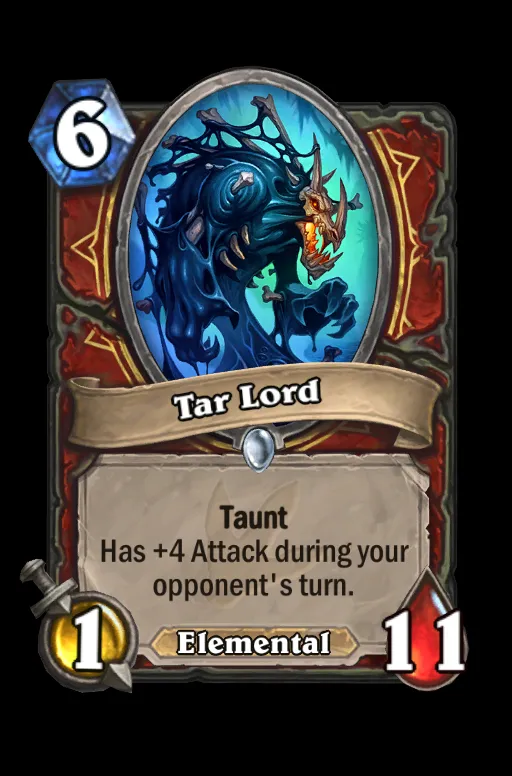 6
Tar Lord
Taunt
Has +4 Attack during your
opponent's turn.
1
Elemental
11